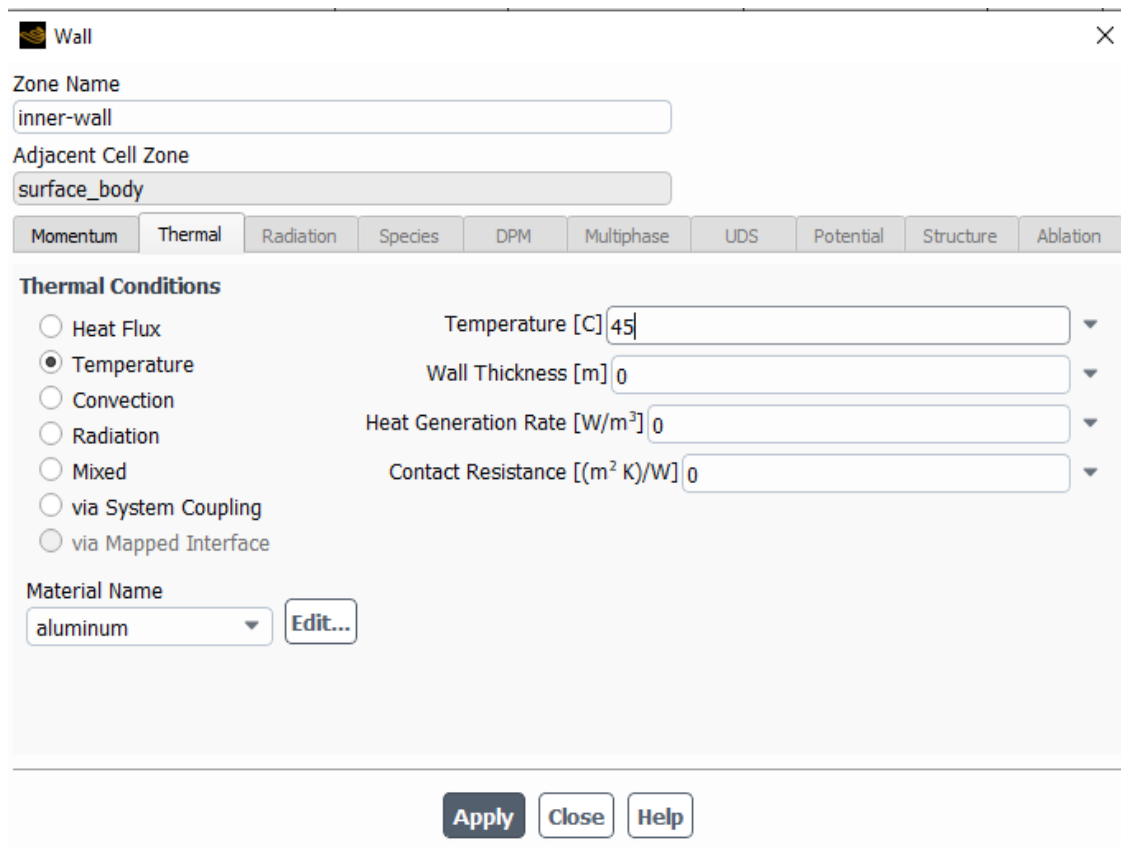 Wall
Zone Name
inner-wall
Adjacent Cell Zone
surface_body
Momentum Thermal Radiation Species DPM Multiphase UDS Potential Structure Ablation
Thermal Conditions
Heat Flux
Temperature
Convection
Radiation
Mixed
via System Coupling
via Mapped Interface
Temperature [C] 45
Wall Thickness [m] 0
Heat Generation Rate [W/m³] 0
Contact Resistance [(m² K)/W] 0
Material Name
aluminum Edit...
Apply Close Help